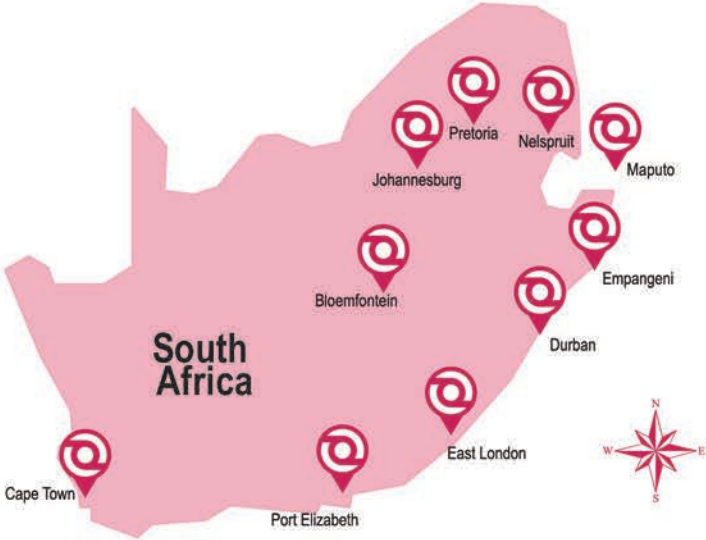 Pretoria
Nelspruit
Johannesburg
Maputo
Empangeni
Bloemfontein
Durban
South
Africa
N
W
E
S
East London
Cape Town
Port Elizabeth